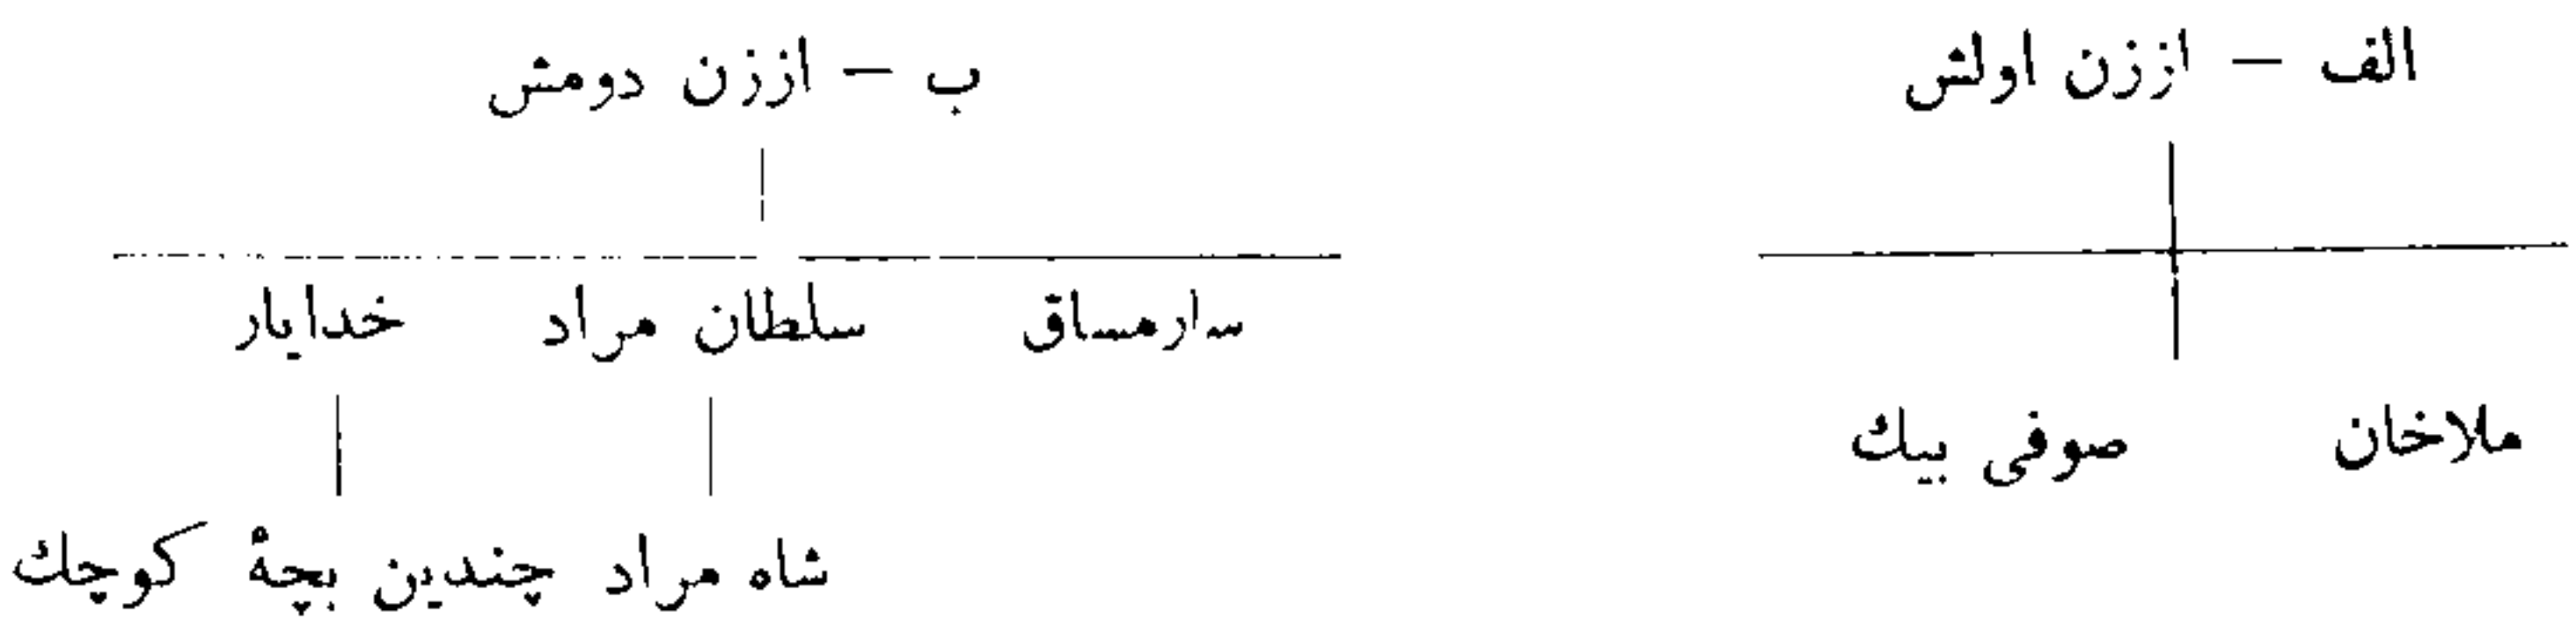 الف – اززن اولش
ملاخان صوفی بیك
ب – اززن دومش
سارمساق سلطان مراد خدایار
شاه مراد چندین بچهٔ کوچك